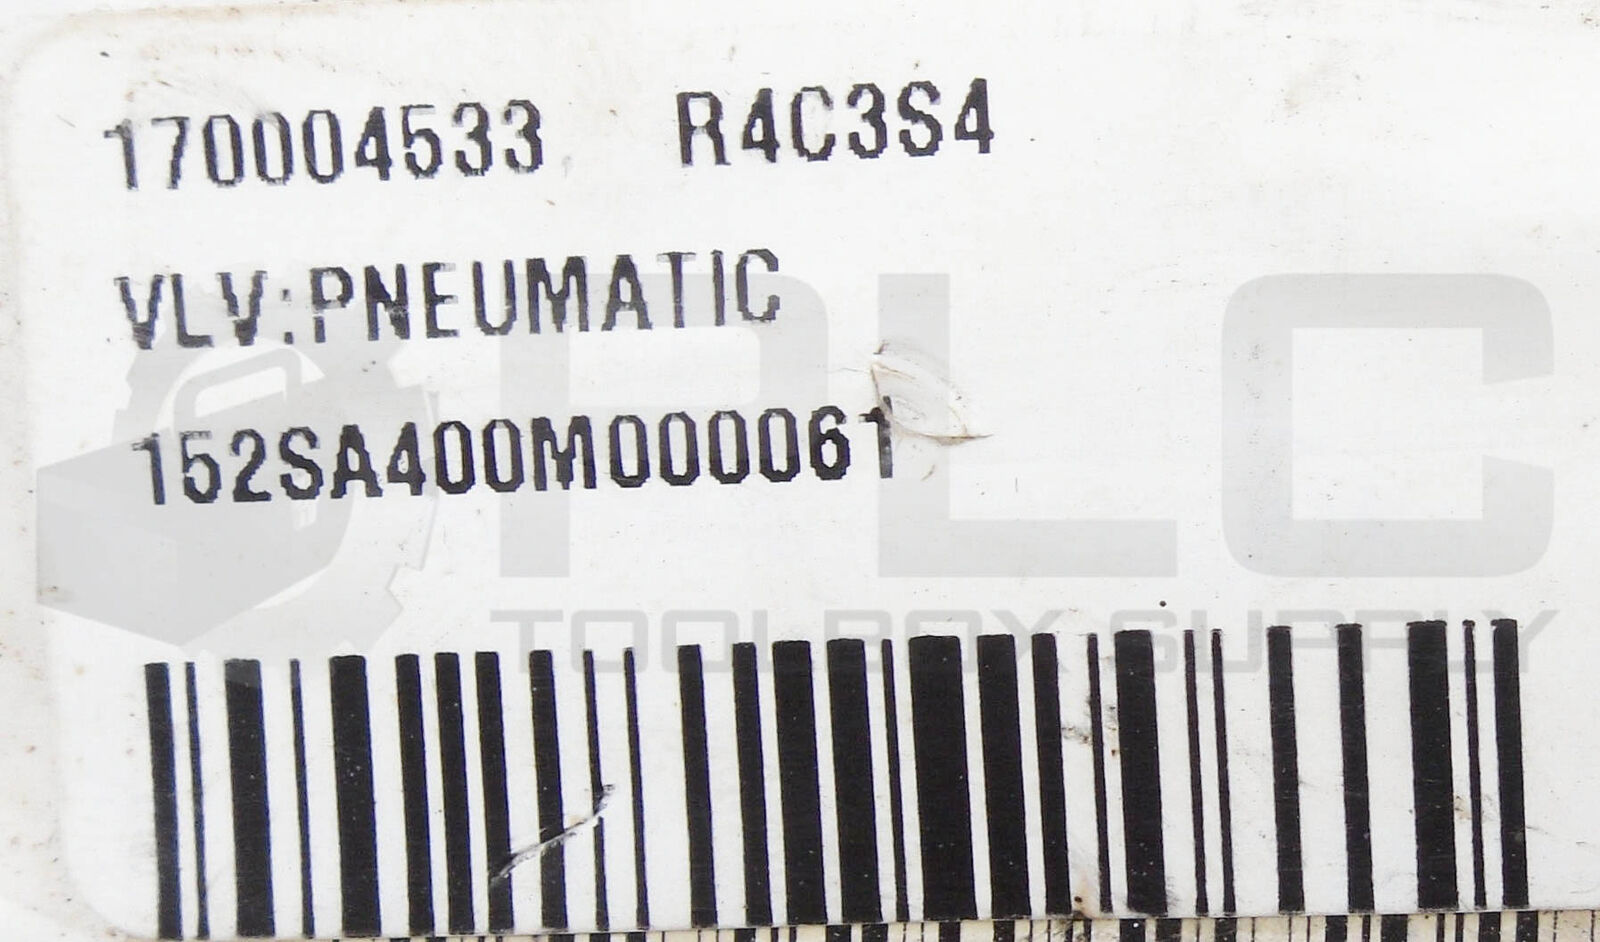 170004533 R4C3S4
VLV:PNEUMATIC
152SA400M000061
PLC
TOOLBOX SUPPLY